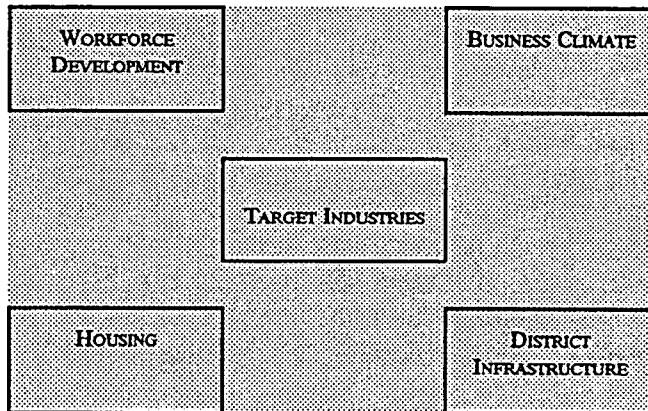 WORKFORCE
DEVELOPMENT
BUSINESS CLIMATE
TARGET INDUSTRIES
HOUSING
DISTRICT
INFRASTRUCTURE